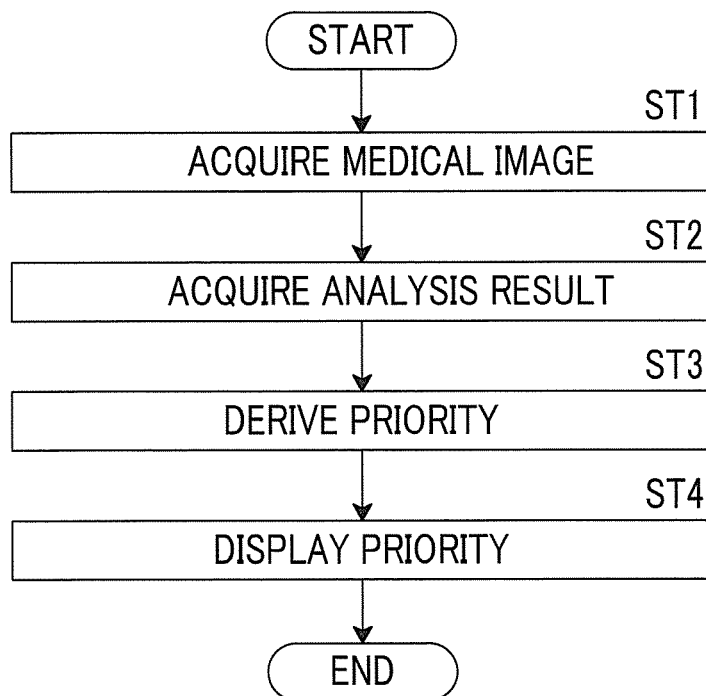 START
ST1
ACQUIRE MEDICAL IMAGE
ST2
ACQUIRE ANALYSIS RESULT
ST3
DERIVE PRIORITY
ST4
DISPLAY PRIORITY
END